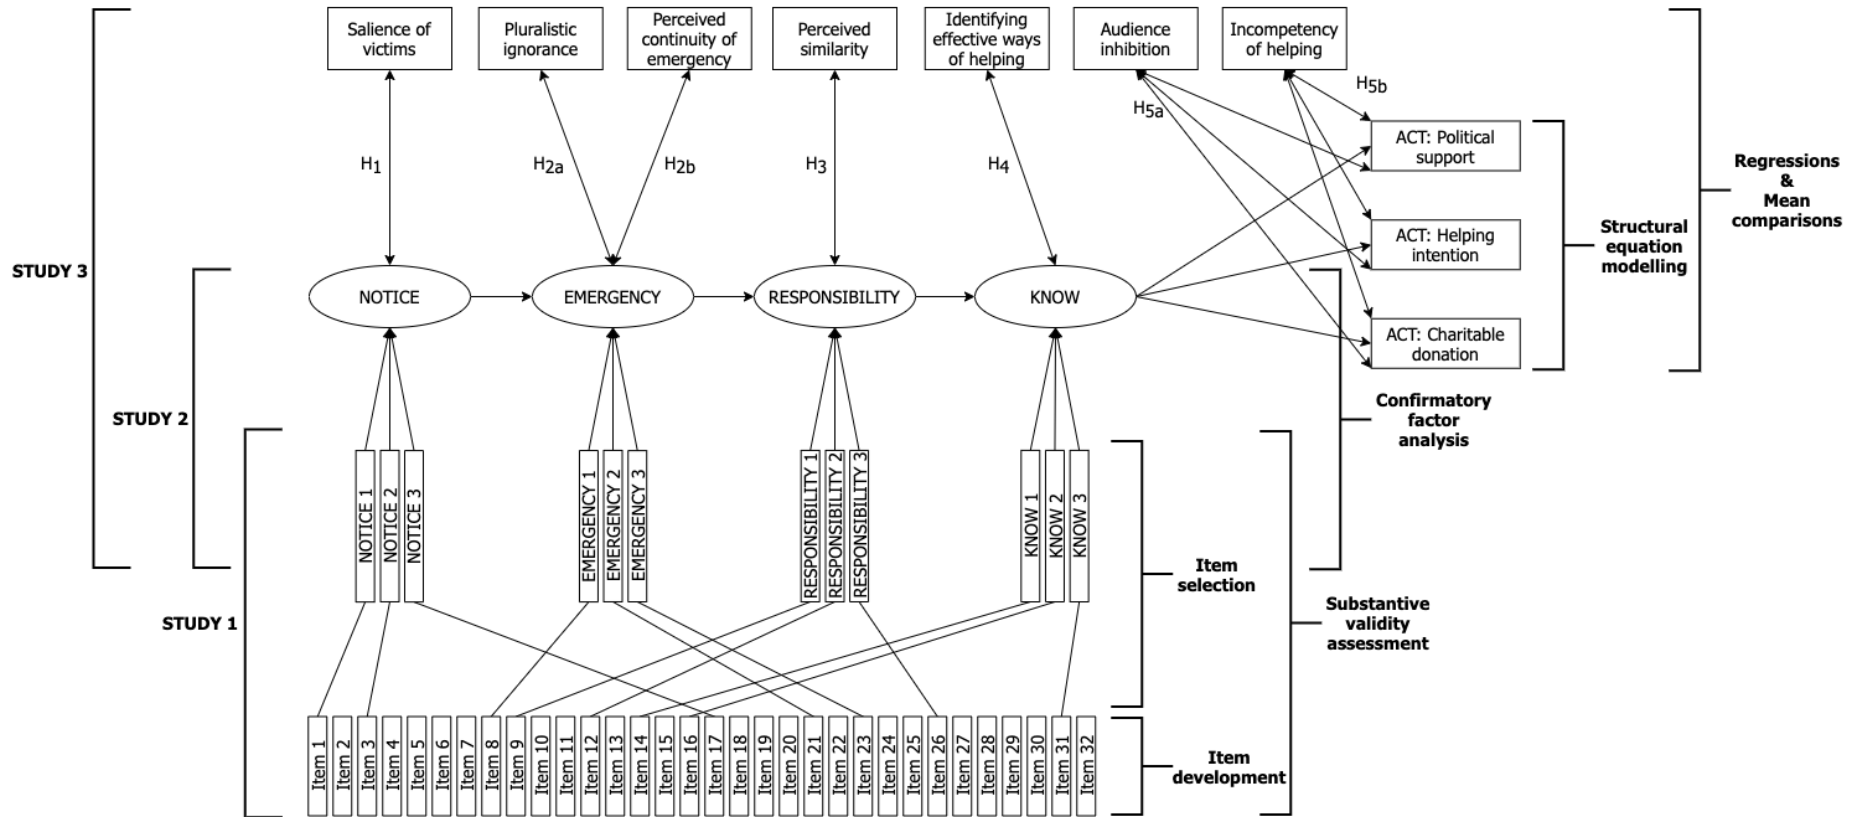 Salience of
victims
Pluralistic
ignorance
Perceived
continuity of
emergency
Perceived
similarity
Identifying
effective ways
of helping
Audience
inhibition
Incompetency
of helping
H5b
H5a
H1
H2a
H2b
H3
H4
ACT: Political
support
ACT: Helping
intention
ACT: Charitable
donation
Regressions
&
Mean
comparisons
Structural
equation
modelling
STUDY 3
NOTICE
EMERGENCY
RESPONSIBILITY
KNOW
STUDY 2
Confirmatory
factor
analysis
NOTICE 1
NOTICE 2
NOTICE 3
EMERGENCY 1
EMERGENCY 2
EMERGENCY 3
RESPONSIBILITY 1
RESPONSIBILITY 2
RESPONSIBILITY 3
KNOW 1
KNOW 2
KNOW 3
Item
selection
STUDY 1
Substantive
validity
assessment
Item 1
Item 2
Item 3
Item 4
Item 5
Item 6
Item 7
Item 8
Item 9
Item 10
Item 11
Item 12
Item 13
Item 14
Item 15
Item 16
Item 17
Item 18
Item 19
Item 20
Item 21
Item 22
Item 23
Item 24
Item 25
Item 26
Item 27
Item 28
Item 29
Item 30
Item 31
Item 32
Item
development